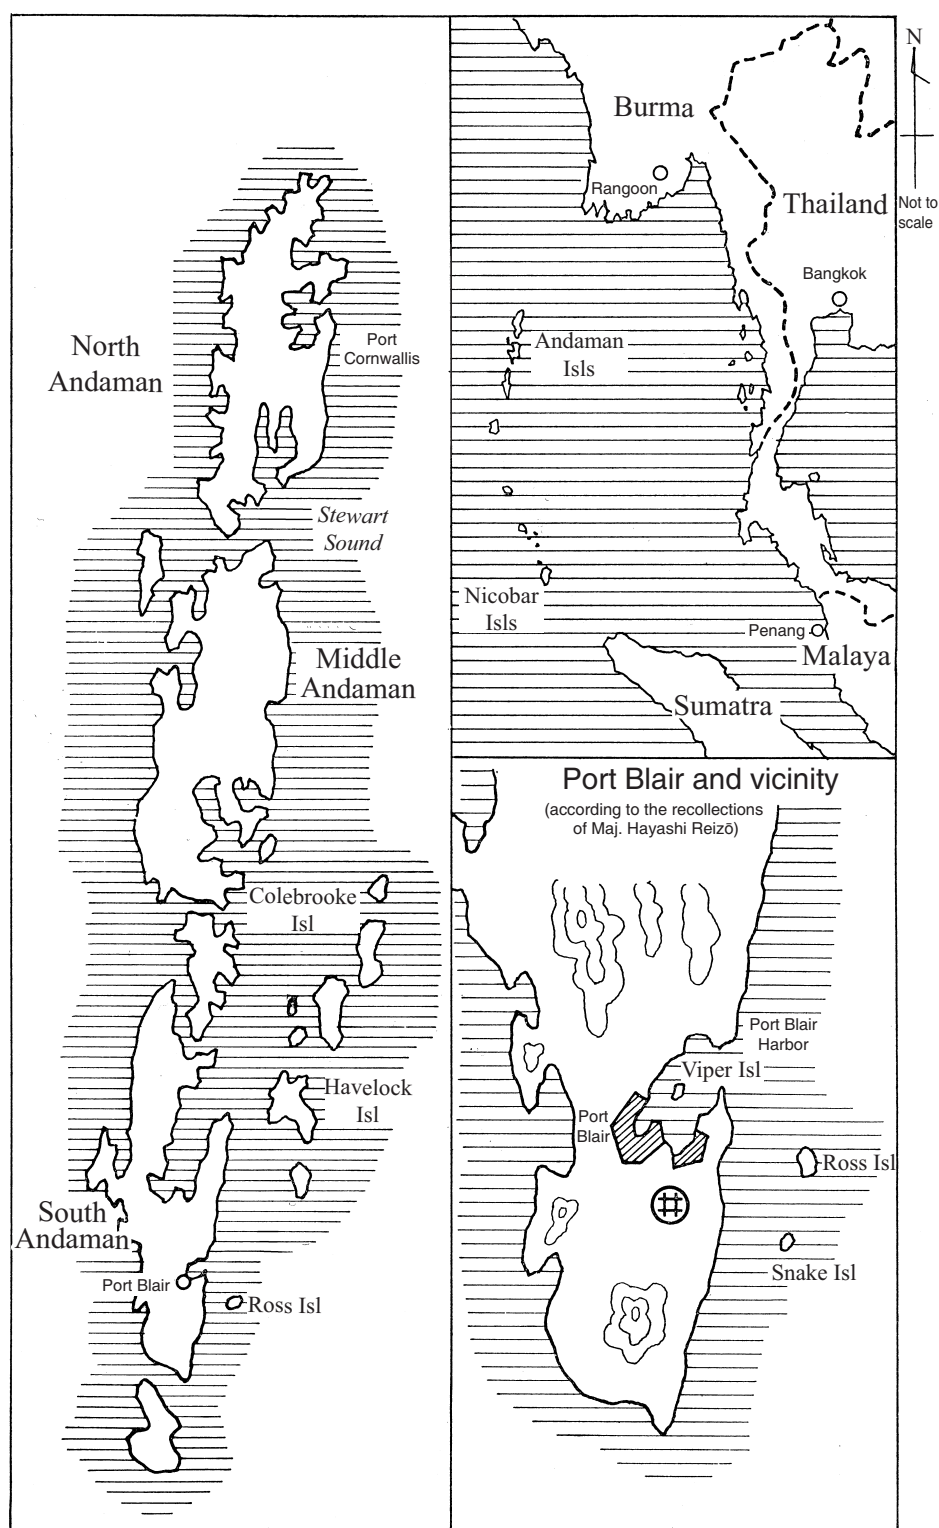 North
Andaman
Port
Cornwallis
Stewart
Sound
Middle
Andaman
Colebrooke
Isl
Havelock
Isl
South
Andaman
Port Blair
Ross Isl
Burma
Rangoon
Thailand
Bangkok
Andaman
Isls
Nicobar
Isls
Penang
Malaya
Sumatra
N
Not to
scale
Port Blair and vicinity
(according to the recollections
of Maj. Hayashi Reizō)
Port Blair
Harbor
Viper Isl
Port
Blair
Ross Isl
Snake Isl